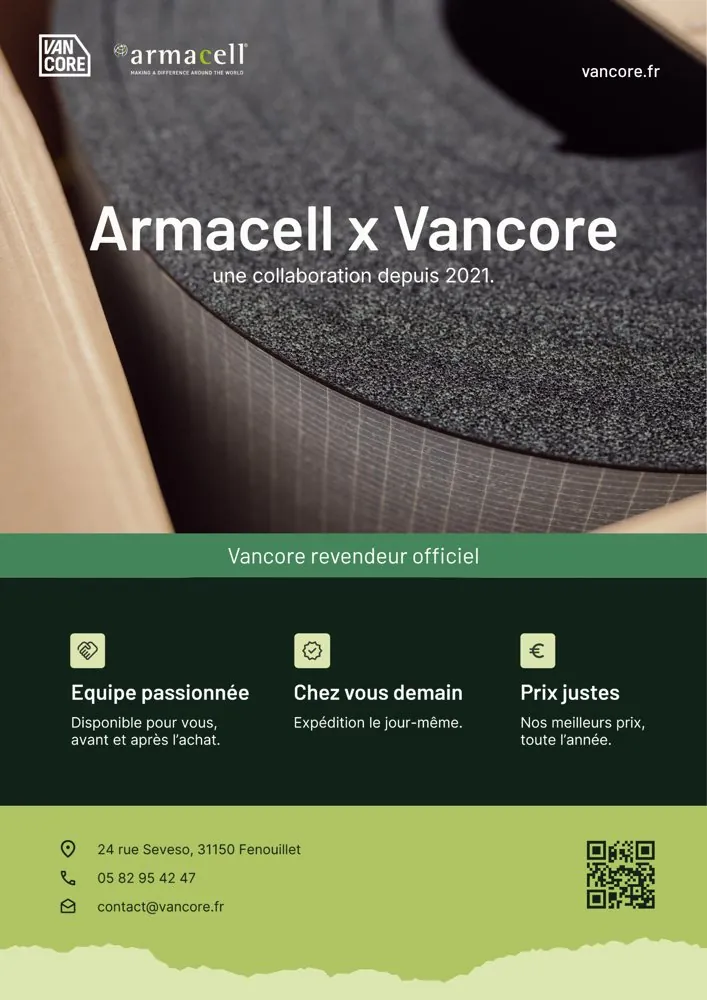 VAN
CORE
armacell®
MAKING A DIFFERENCE AROUND THE WORLD
vancore.fr
Armacell x Vancore
une collaboration depuis 2021.
Vancore revendeur officiel
Equipe passionnée
Disponible pour vous,
avant et après l’achat.
Chez vous demain
Expédition le jour-même.
Prix justes
Nos meilleurs prix,
toute l’année.
24 rue Seveso, 31150 Fenouillet
05 82 95 42 47
contact@vancore.fr